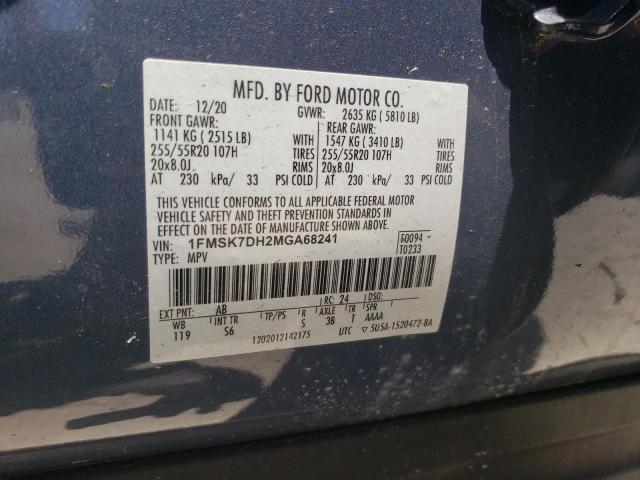 MFD. BY FORD MOTOR CO.
DATE: 12/20 GVWR: 2635 KG ( 5810 LB)
FRONT GAWR: REAR GAWR:
1141 KG ( 2515 LB) WITH 1547 KG ( 3410 LB) WITH
255/55R20 107H TIRES 255/55R20 107H TIRES
20x8.0J RIMS 20x8.0J RIMS
AT 230 kPa/ 33 PSI COLD AT 230 kPa/ 33 PSI COLD
THIS VEHICLE CONFORMS TO ALL APPLICABLE FEDERAL MOTOR
VEHICLE SAFETY AND THEFT PREVENTION STANDARDS IN
EFFECT ON THE DATE OF MANUFACTURE SHOWN ABOVE.
VIN: 1FMSK7DH2MGA68241 F0094
TYPE: MPV T0233
EXT PNT: AB RC: 24 DSO:
WB INT TR TP/PS R AXLE TR SPR
119 S6 S 3B T AAAA
1202012142175 UTC 5U5A-1520472-BA